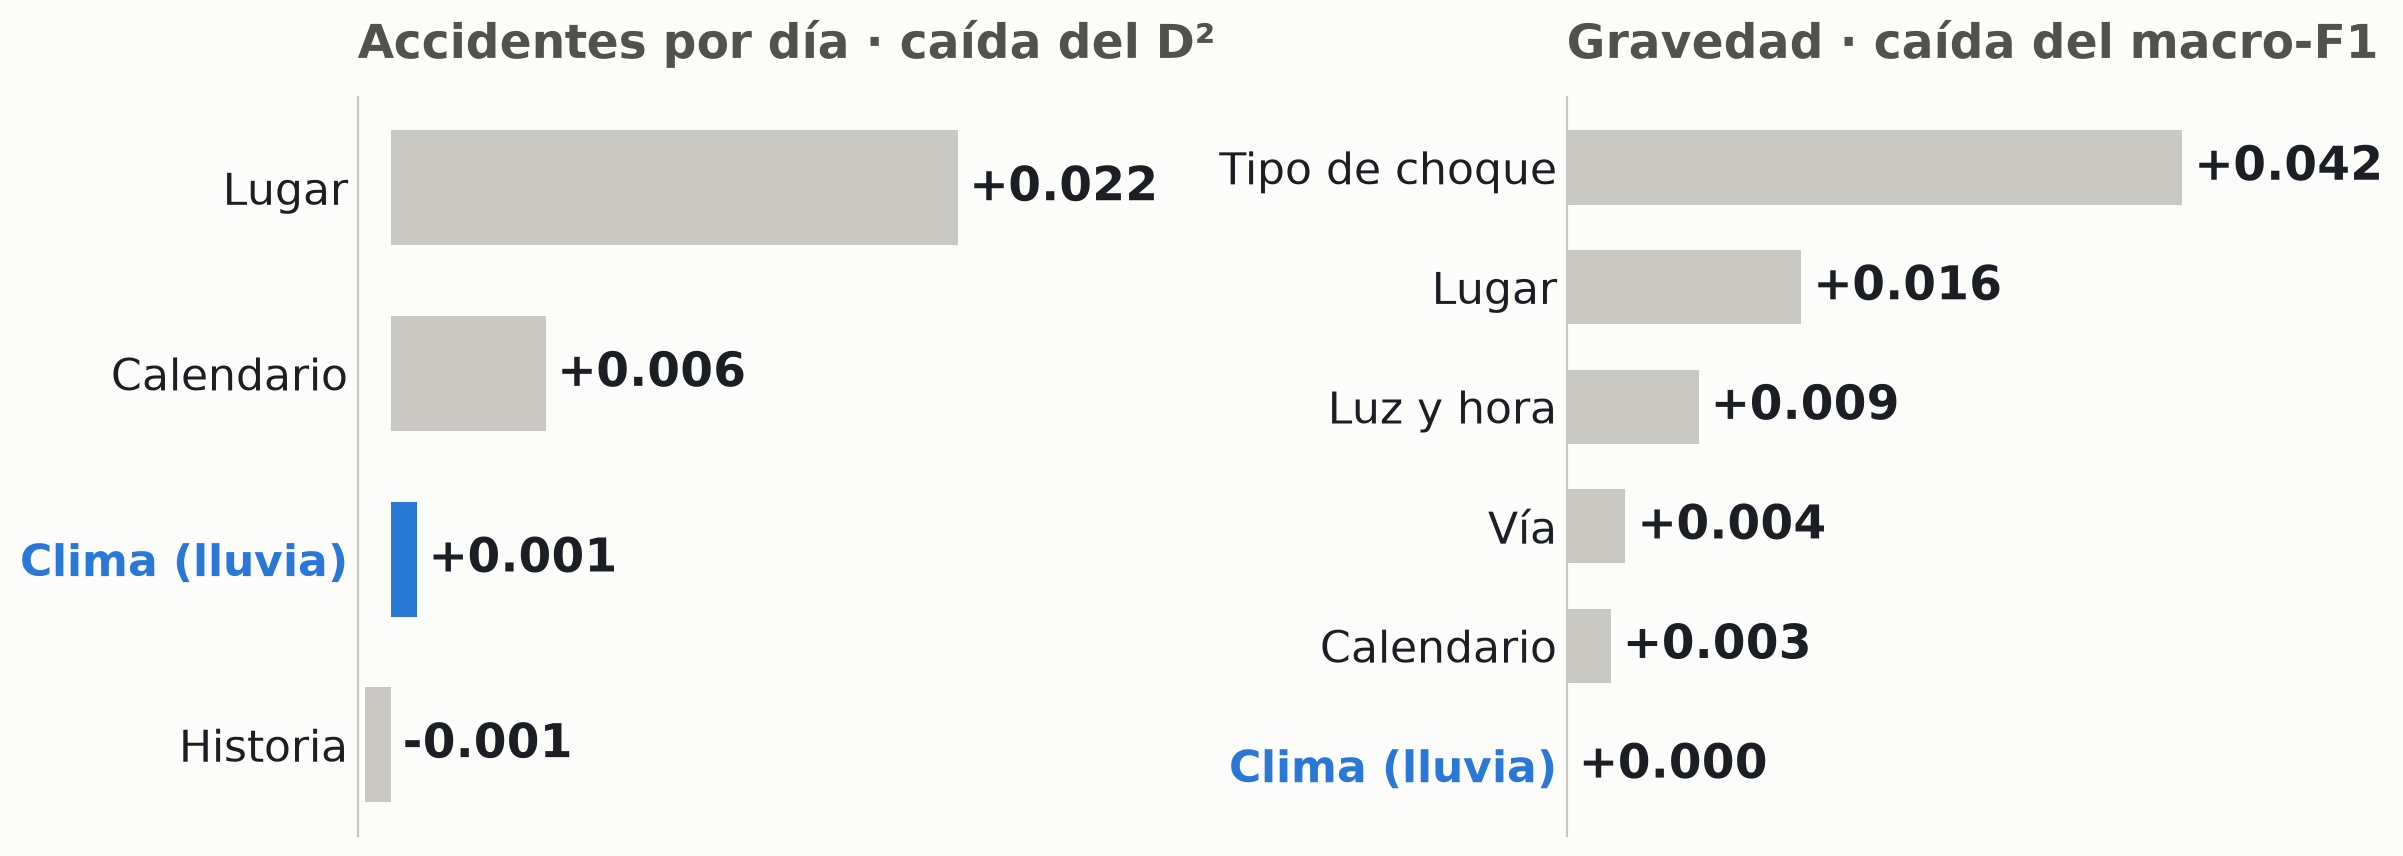 Accidentes por día · caída del D²
Lugar +0.022
Calendario +0.006
Clima (lluvia) +0.001
Historia -0.001
Gravedad · caída del macro-F1
Tipo de choque +0.042
Lugar +0.016
Luz y hora +0.009
Vía +0.004
Calendario +0.003
Clima (lluvia) +0.000